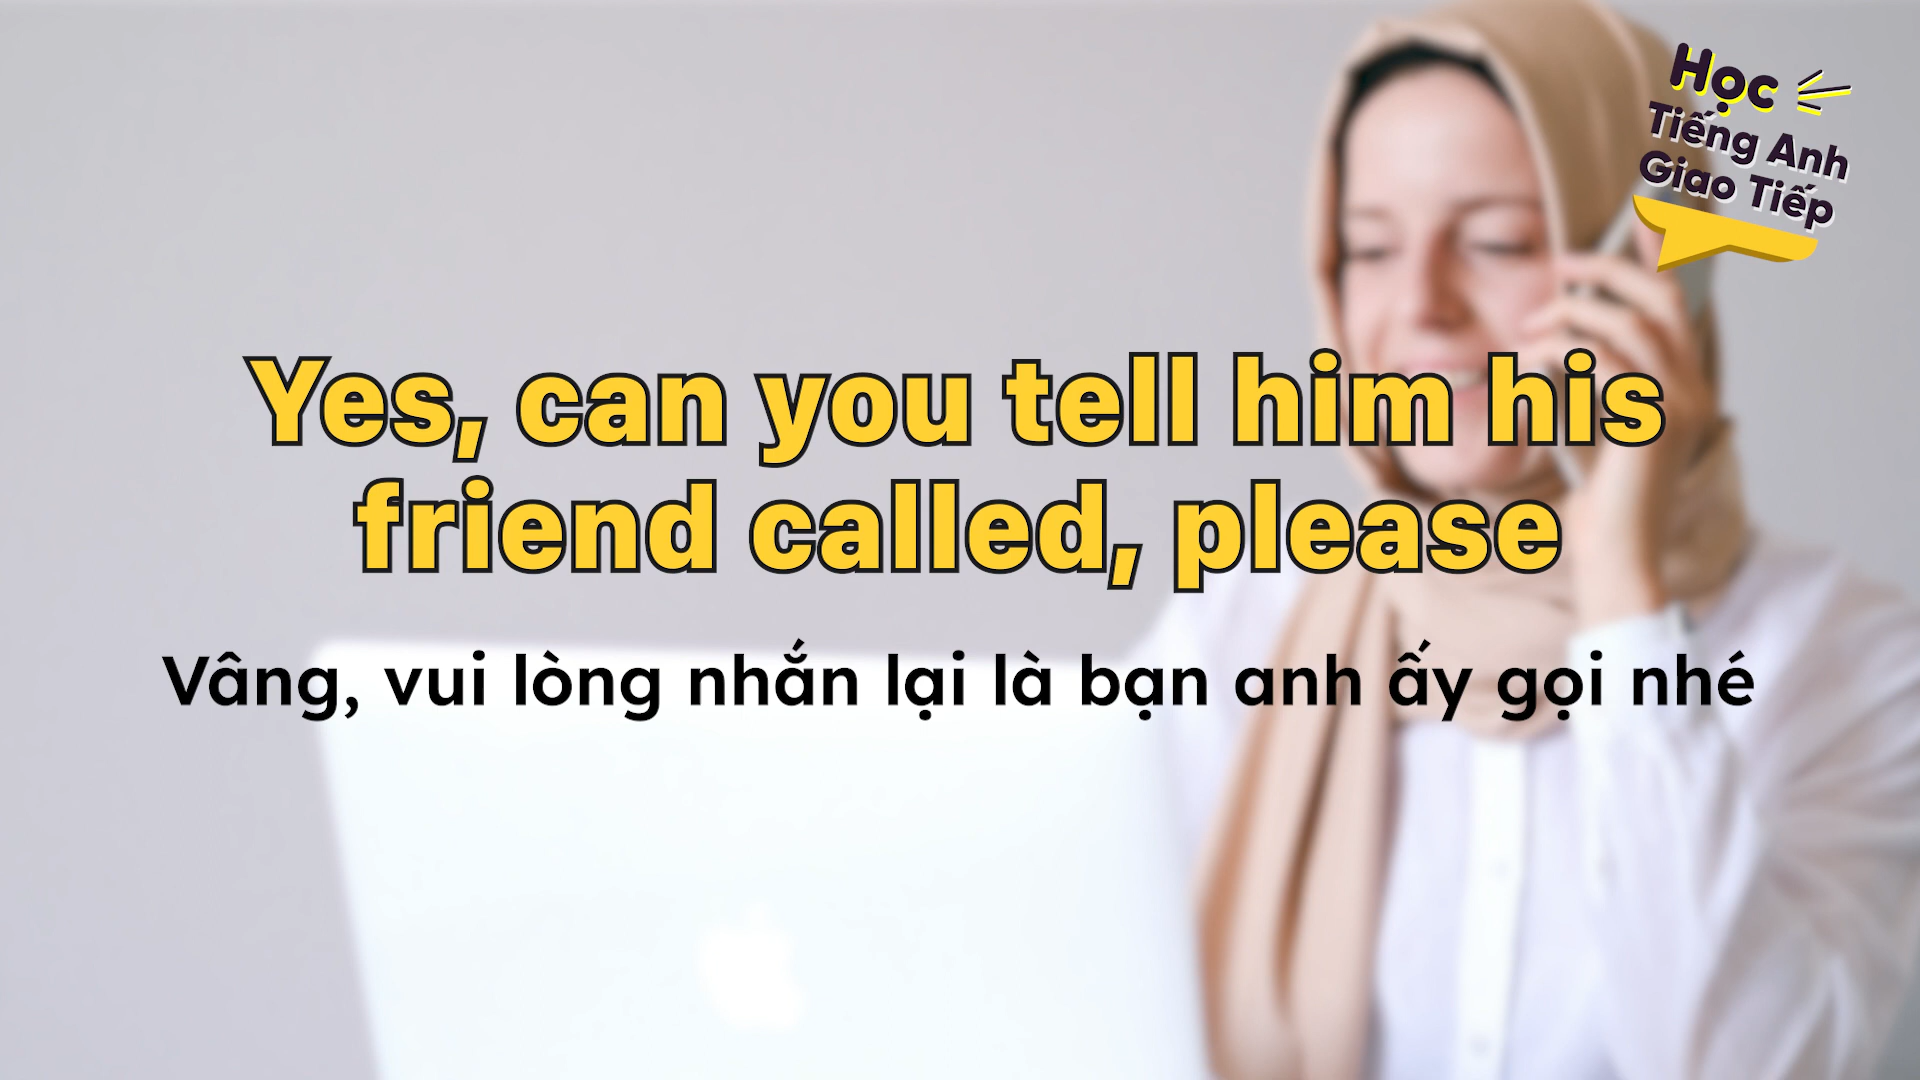 Học
Tiếng Anh
Giao Tiếp
Yes, can you tell him his
friend called, please
Vâng, vui lòng nhắn lại là bạn anh ấy gọi nhé